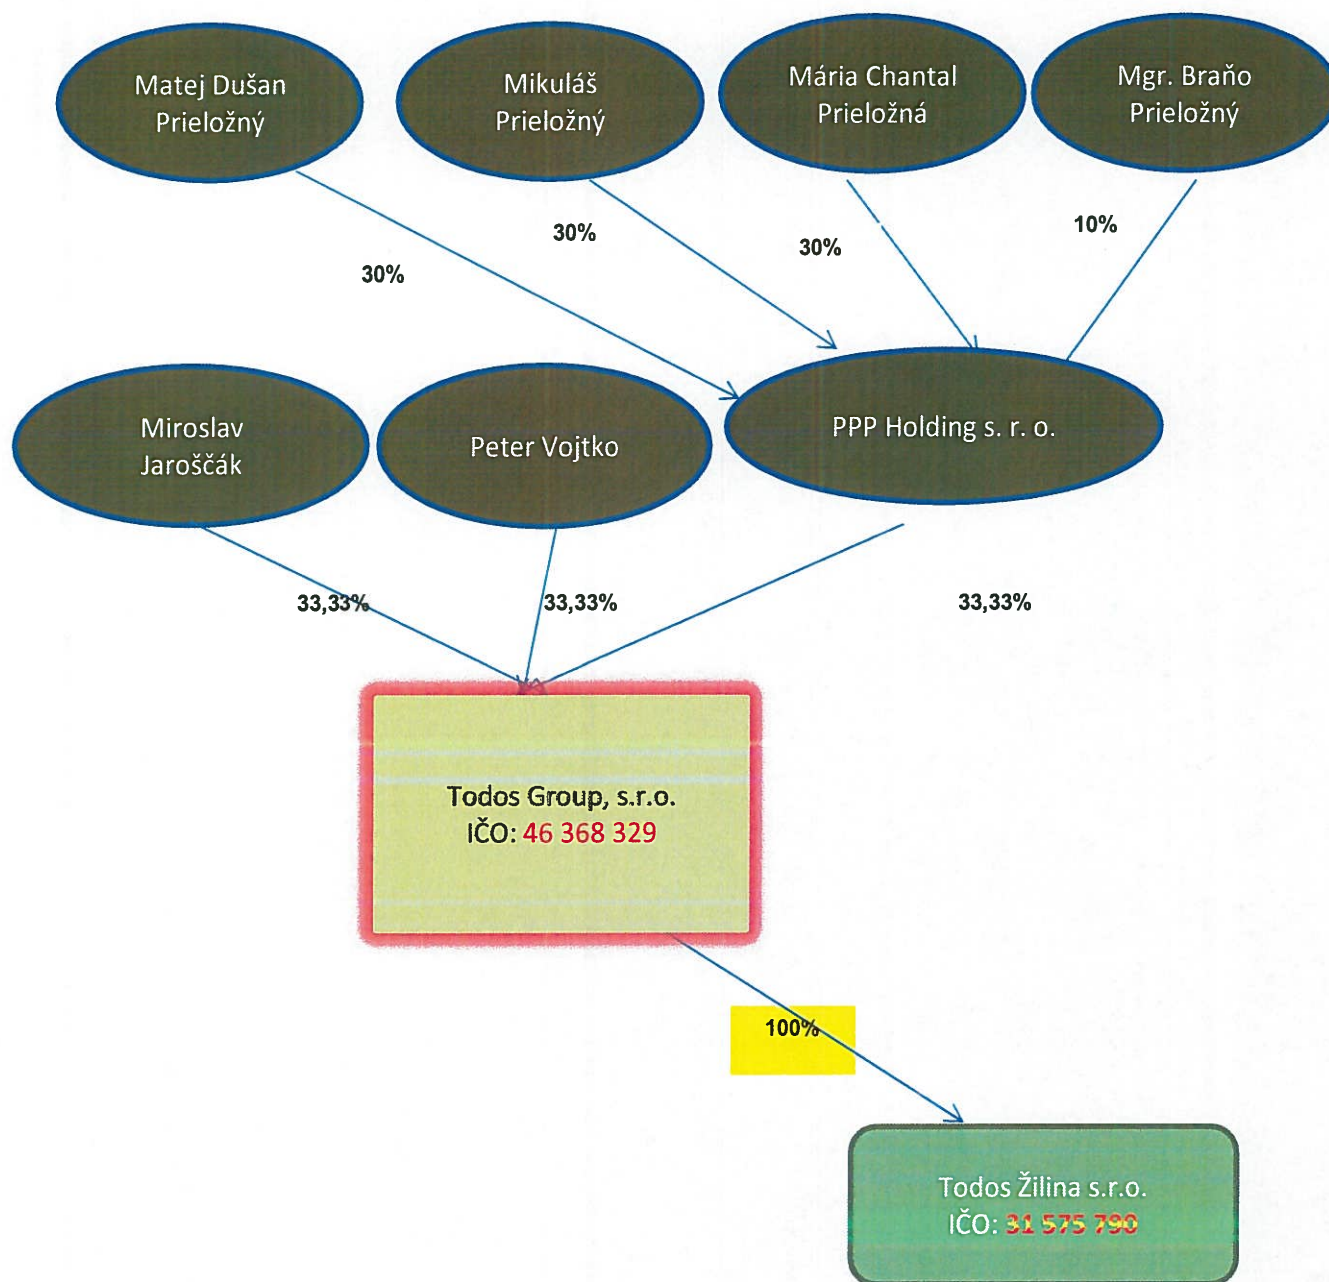 Matej Dušan
Prieložný
Mikuláš
Prieložný
Mária Chantal
Prieložná
Mgr. Braňo
Prieložný
30%
30%
30%
10%
Miroslav
Jaroščák
Peter Vojtko
PPP Holding s. r. o.
33,33%
33,33%
33,33%
Todos Group, s.r.o.
IČO: 46 368 329
100%
Todos Žilina s.r.o.
IČO: 31 575 790